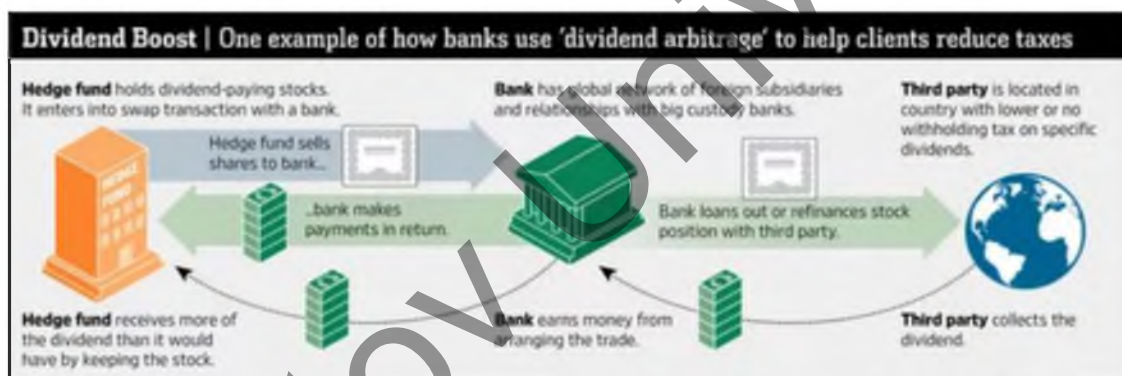 Dividend Boost | One example of how banks use 'dividend arbitrage' to help clients reduce taxes
Hedge fund holds dividend-paying stocks.
It enters into swap transaction with a bank.
Bank has global network of foreign subsidiaries
and relationships with big custody banks.
Third party is located in
country with lower or no
withholding tax on specific
dividends.
Hedge fund sells
shares to bank...
HEDGE
FUND
...bank makes
payments in return.
Bank loans out or refinances stock
position with third party.
Hedge fund receives more of
the dividend than it would
have by keeping the stock.
Bank earns money from
arranging the trade.
Third party collects the
dividend.
ov Univ